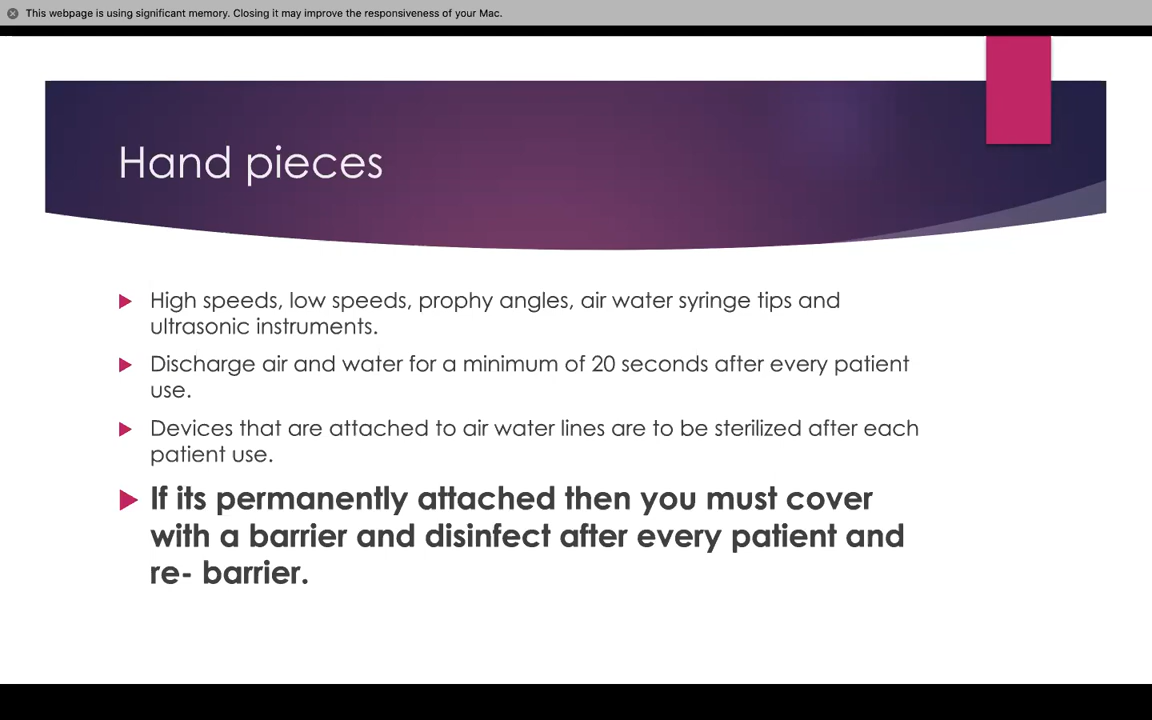 This webpage is using significant memory. Closing it may improve the responsiveness of your Mac.
Hand pieces
High speeds, low speeds, prophy angles, air water syringe tips and
ultrasonic instruments.
Discharge air and water for a minimum of 20 seconds after every patient
use.
Devices that are attached to air water lines are to be sterilized after each
patient use.
If its permanently attached then you must cover
with a barrier and disinfect after every patient and
re- barrier.